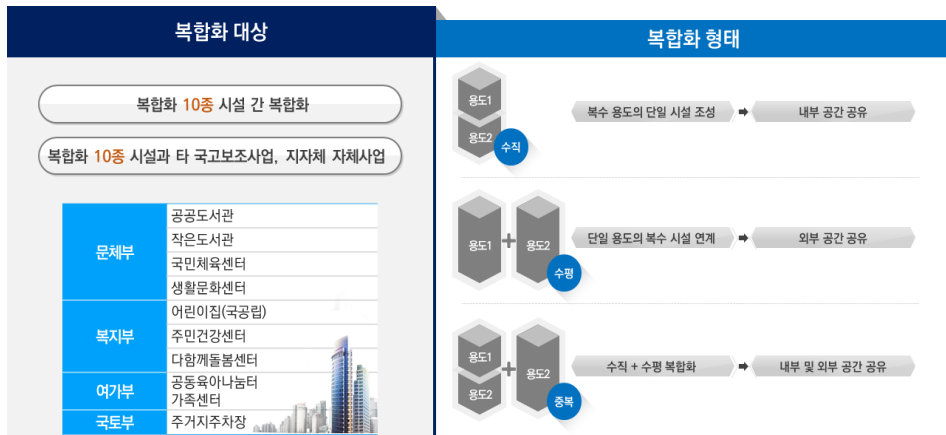 복합화 대상
복합화 10종 시설 간 복합화
복합화 10종 시설과 타 국고보조사업, 지자체 자체사업
문체부
공공도서관
작은도서관
국민체육센터
생활문화센터
복지부
어린이집(국공립)
주민건강센터
다함께돌봄센터
여가부
공동육아나눔터
가족센터
국토부
주거지주차장
복합화 형태
용도1
용도2
수직
복수 용도의 단일 시설 조성 ➡ 내부 공간 공유
용도1 + 용도2
수평
단일 용도의 복수 시설 연계 ➡ 외부 공간 공유
용도1
용도2
+ 용도2
중복
수직 + 수평 복합화 ➡ 내부 및 외부 공간 공유